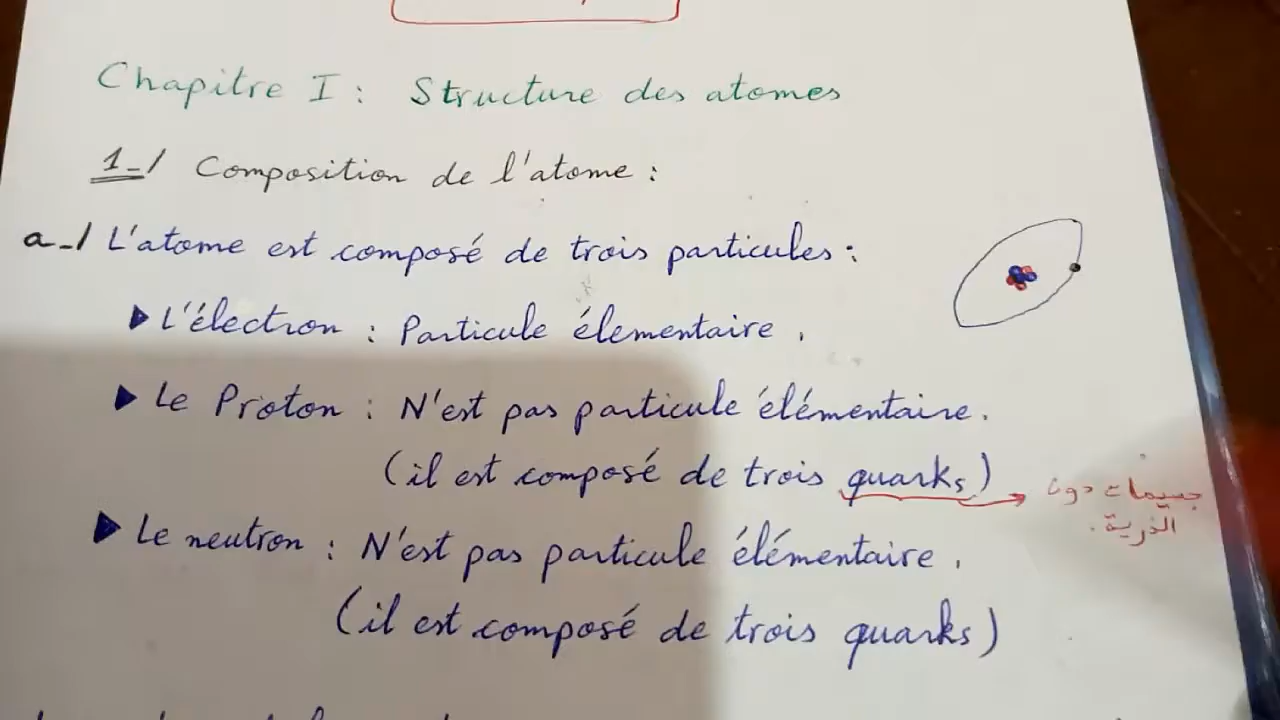 Chapitre I : Structure des atomes
1_/ Composition de l'atome :
a_/ L'atome est composé de trois particules :
▶ L'électron : Particule élementaire .
▶ Le Proton : N'est pas particule élémentaire .
(il est composé de trois quarks)
جسيمات دون
الذرية .
▶ Le neutron : N'est pas particule élémentaire .
(il est composé de trois quarks)